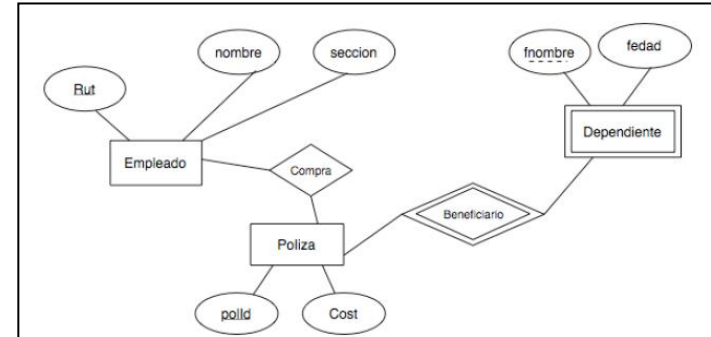 nombre
seccion
fnombre
fedad
Rut
Dependiente
Empleado
Compra
Beneficiario
Poliza
polId
Cost